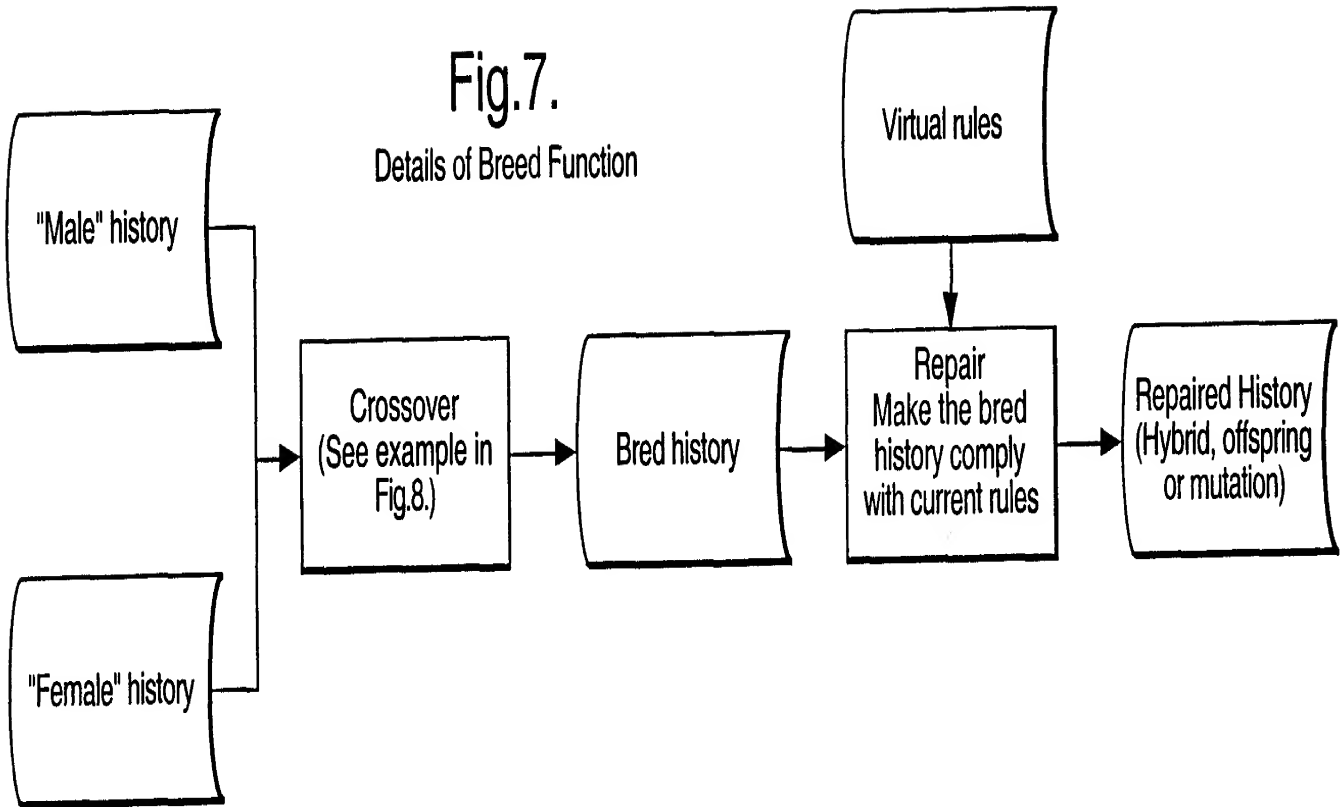 Fig.7.
Details of Breed Function
"Male" history
"Female" history
Crossover
(See example in
Fig.8.)
Bred history
Virtual rules
Repair
Make the bred
history comply
with current rules
Repaired History
(Hybrid, offspring
or mutation)